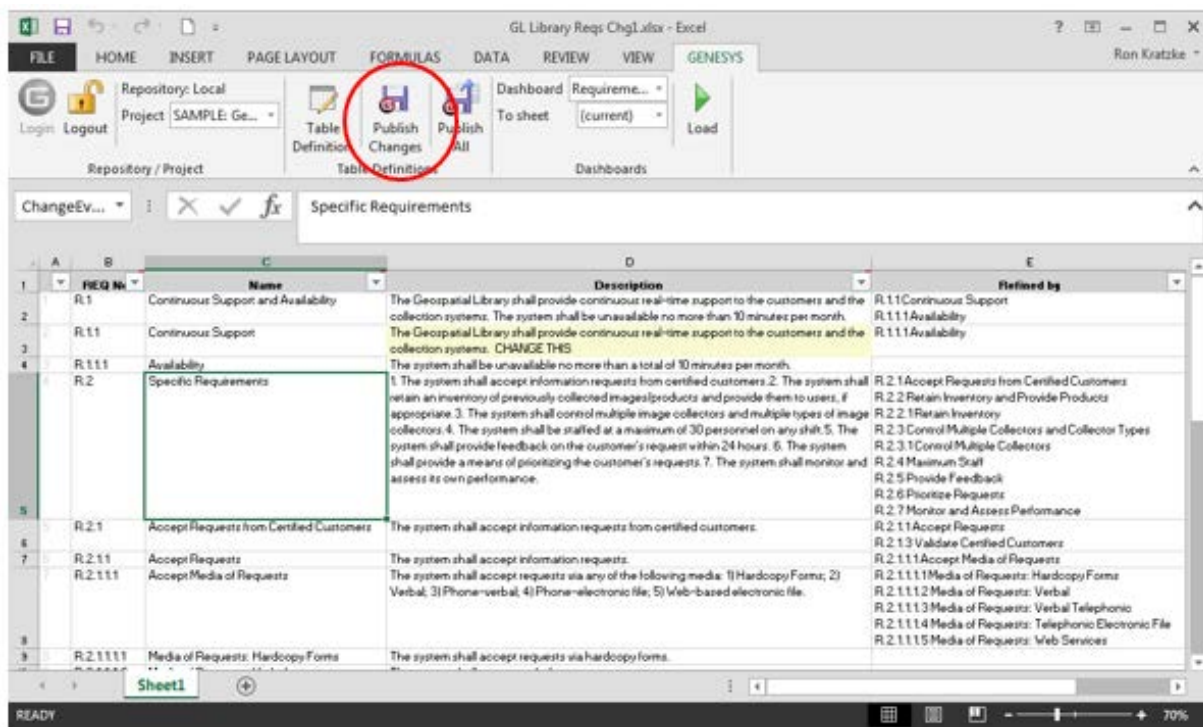 GL Library Reqs Chg1.xlsx - Excel
FILE HOME INSERT PAGE LAYOUT FORMULAS DATA REVIEW VIEW GENESYS
Ron Kratzke
Login
Logout
Repository: Local
Project SAMPLE: Ge...
Repository / Project
Table
Definition
Publish
Changes
Publish
All
Table Definitions
Dashboard Requireme...
To sheet (current)
Load
Dashboards
ChangeEv... fx Specific Requirements
A B C D E
1 REQ Name Description Refined by
2 R.1 Continuous Support and Availability
The Geospatial Library shall provide continuous real-time support to the customers and the
collection systems. The system shall be unavailable no more than 10 minutes per month.
R.1.1 Continuous Support
R.1.1.1 Availability
3 R.1.1 Continuous Support
The Geospatial Library shall provide continuous real-time support to the customers and the
collection systems. CHANGE THIS
R.1.1.1 Availability
4 R.1.1.1 Availability The system shall be unavailable no more than a total of 10 minutes per month.
5 R.2 Specific Requirements
1. The system shall accept information requests from certified customers.2. The system shall
retain an inventory of previously collected images/products and provide them to users, if
appropriate.3. The system shall control multiple image collectors and multiple types of image
collectors.4. The system shall be staffed at a maximum of 30 personnel on any shift.5. The
system shall provide feedback on the customer's request within 24 hours. 6. The system
shall provide a means of prioritizing the customer's requests.7. The system shall monitor and
assess its own performance.
R.2.1 Accept Requests from Certified Customers
R.2.2 Retain Inventory and Provide Products
R.2.2.1 Retain Inventory
R.2.3 Control Multiple Collectors and Collector Types
R.2.3.1 Control Multiple Collectors
R.2.4 Maximum Staff
R.2.5 Provide Feedback
R.2.6 Prioritize Requests
R.2.7 Monitor and Assess Performance
6 R.2.1 Accept Requests from Certified Customers The system shall accept information requests from certified customers.
R.2.1.1 Accept Requests
R.2.1.3 Validate Certified Customers
7 R.2.1.1 Accept Requests The system shall accept information requests. R.2.1.1.1 Accept Media of Requests
8 R.2.1.1.1 Accept Media of Requests
The system shall accept requests via any of the following media: 1) Hardcopy Forms; 2)
Verbal; 3) Phone-verbal; 4) Phone-electronic file; 5) Web-based electronic file.
R.2.1.1.1.1 Media of Requests: Hardcopy Forms
R.2.1.1.1.2 Media of Requests: Verbal
R.2.1.1.1.3 Media of Requests: Verbal Telephonic
R.2.1.1.1.4 Media of Requests: Telephonic Electronic File
R.2.1.1.1.5 Media of Requests: Web Services
9 R.2.1.1.1.1 Media of Requests: Hardcopy Forms The system shall accept requests via hardcopy forms.
Sheet1
READY 70%